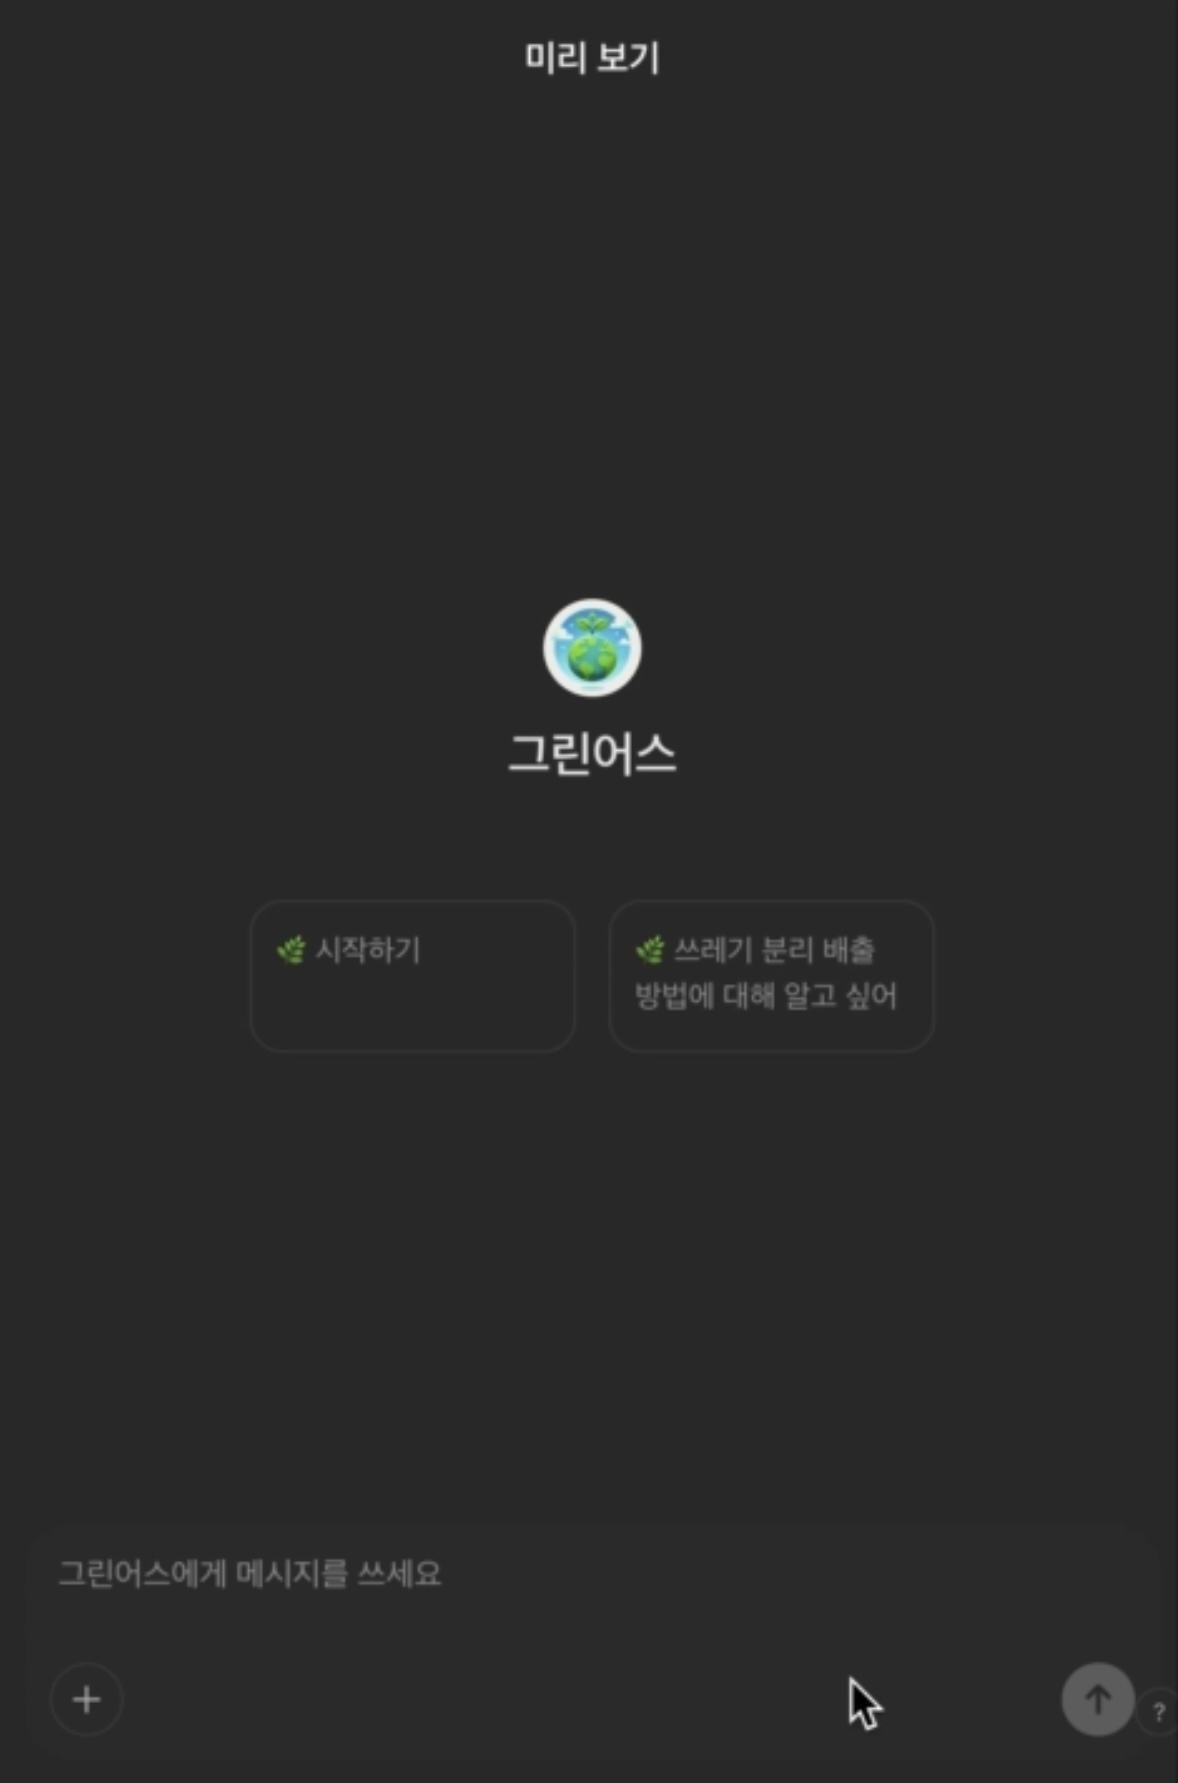 미리 보기
그린어스
🌿 시작하기
🌿 쓰레기 분리 배출
방법에 대해 알고 싶어
그린어스에게 메시지를 쓰세요
?